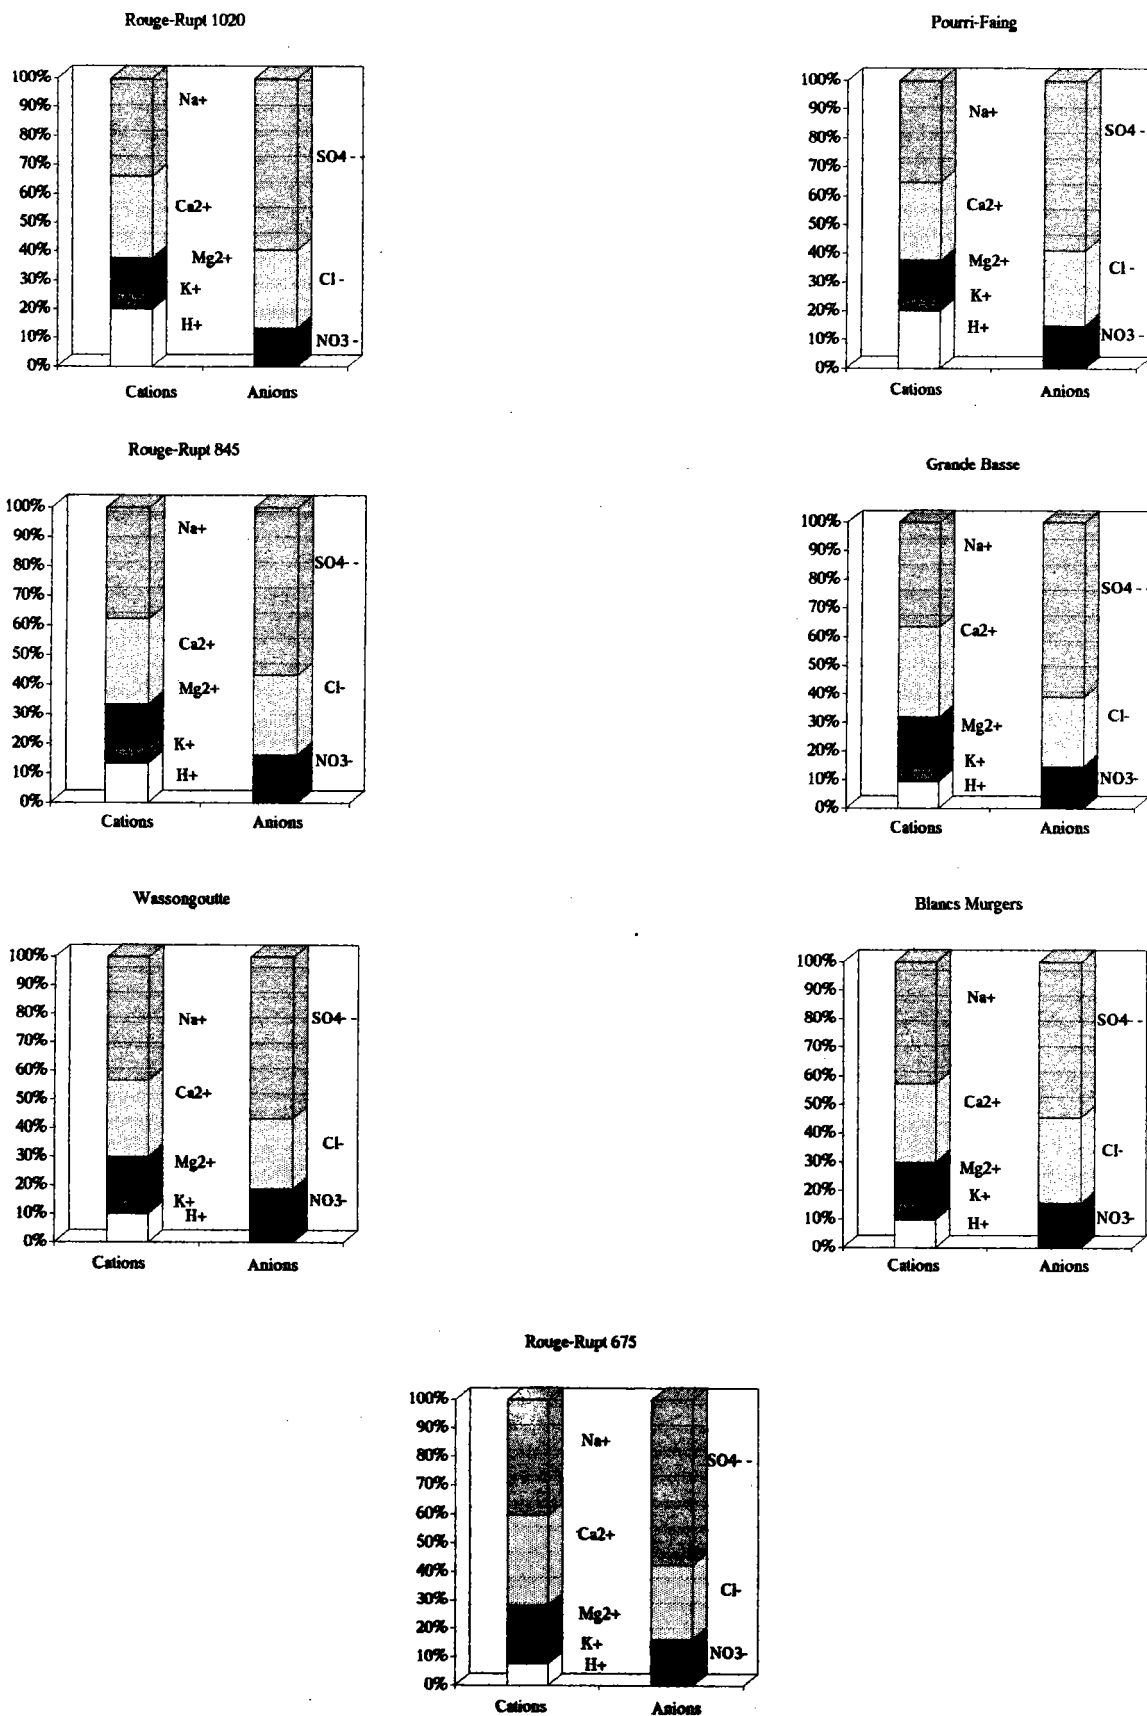 Rouge-Rupt 1020
100%
90%
80%
70%
60%
50%
40%
30%
20%
10%
0%
Na+
Ca2+
Mg2+
K+
H+
SO4 - -
Cl -
NO3 -
Cations
Anions
Pourri-Faing
100%
90%
80%
70%
60%
50%
40%
30%
20%
10%
0%
Na+
Ca2+
Mg2+
K+
H+
SO4 -
Cl -
NO3 -
Cations
Anions
Rouge-Rupt 845
100%
90%
80%
70%
60%
50%
40%
30%
20%
10%
0%
Na+
Ca2+
Mg2+
K+
H+
SO4- -
Cl-
NO3-
Cations
Anions
Grande Basse
100%
90%
80%
70%
60%
50%
40%
30%
20%
10%
0%
Na+
Ca2+
Mg2+
K+
H+
SO4 - -
Cl-
NO3-
Cations
Anions
Wassongoutte
100%
90%
80%
70%
60%
50%
40%
30%
20%
10%
0%
Na+
Ca2+
Mg2+
K+
H+
SO4- -
Cl-
NO3-
Cations
Anions
Blancs Murgers
100%
90%
80%
70%
60%
50%
40%
30%
20%
10%
0%
Na+
Ca2+
Mg2+
K+
H+
SO4- -
Cl-
NO3-
Cations
Anions
Rouge-Rupt 675
100%
90%
80%
70%
60%
50%
40%
30%
20%
10%
0%
Na+
Ca2+
Mg2+
K+
H+
SO4- -
Cl-
NO3-
Cations
Anions